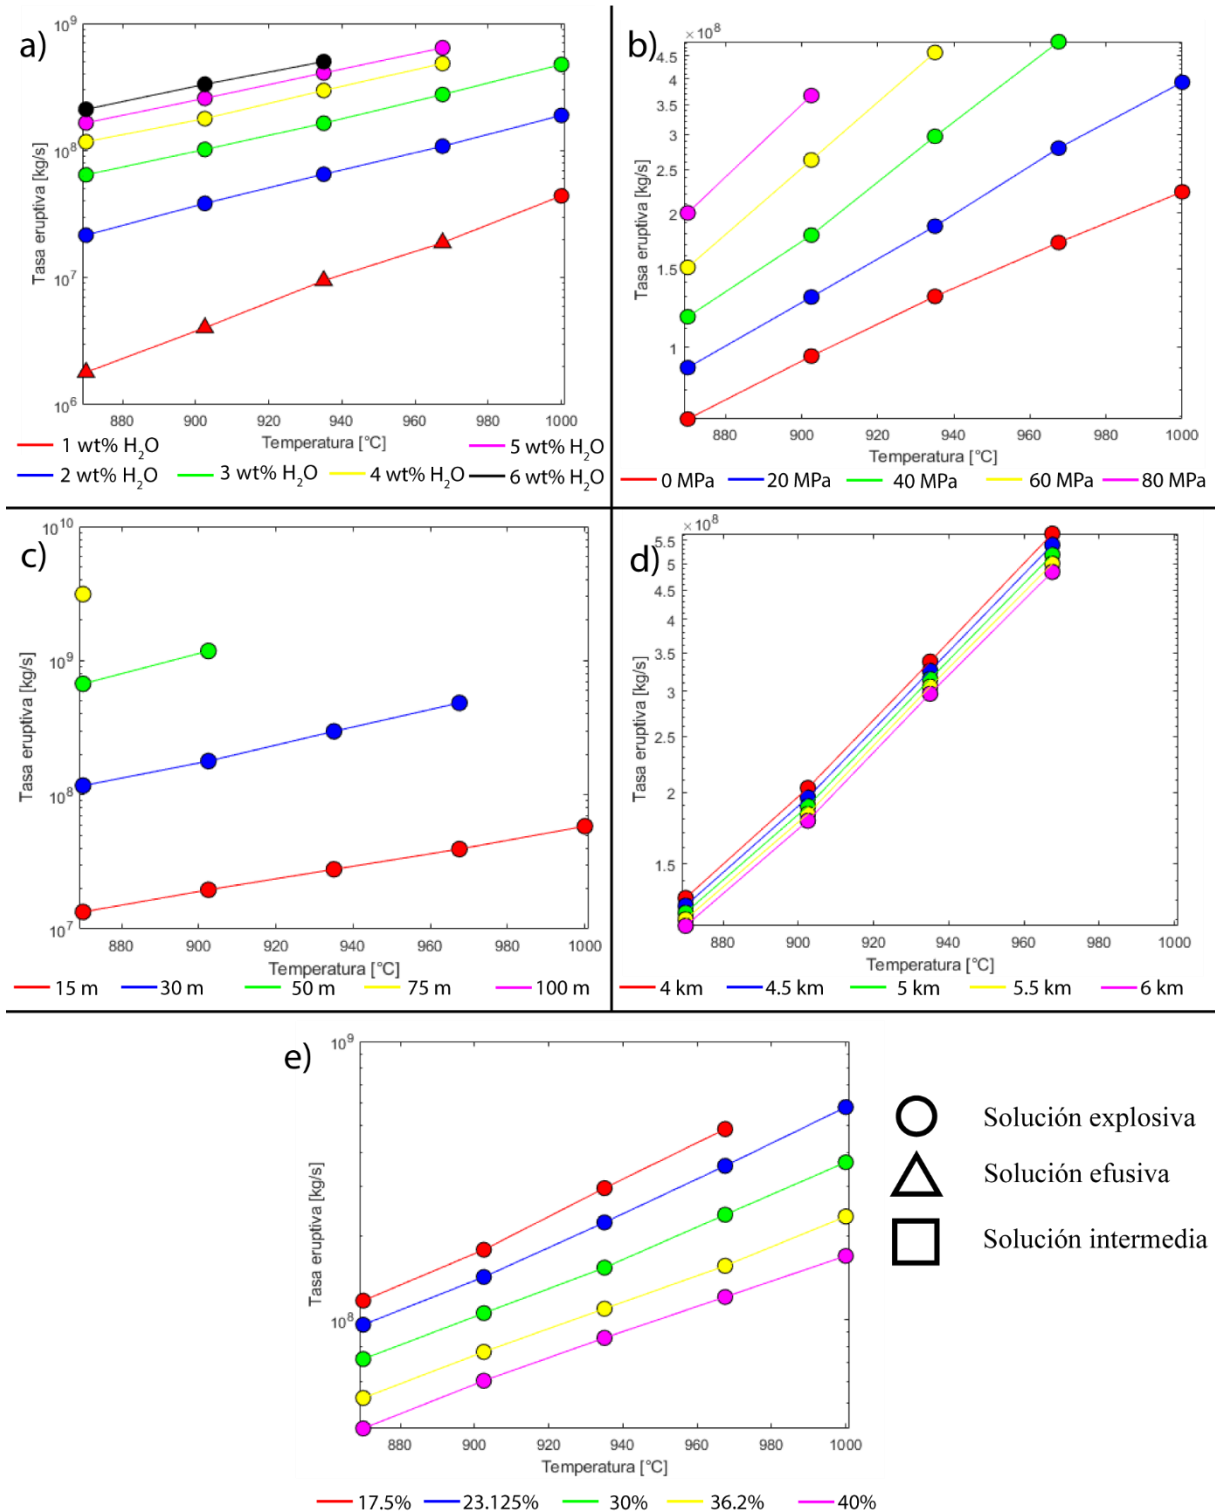 a)
10⁹
10⁸
10⁷
10⁶
Tasa eruptiva [kg/s]
880 900 920 940 960 980 1000
Temperatura [°C]
1 wt% H₂O
5 wt% H₂O
2 wt% H₂O
3 wt% H₂O
4 wt% H₂O
6 wt% H₂O
b)
×10⁸
4.5
4
3.5
3
2.5
2
1.5
1
Tasa eruptiva [kg/s]
880 900 920 940 960 980 1000
Temperatura [°C]
0 MPa 20 MPa 40 MPa 60 MPa 80 MPa
c)
10¹⁰
10⁹
10⁸
10⁷
Tasa eruptiva [kg/s]
880 900 920 940 960 980 1000
Temperatura [°C]
15 m 30 m 50 m 75 m 100 m
d)
×10⁸
5.5
5
4.5
4
3.5
3
2.5
2
1.5
Tasa eruptiva [kg/s]
880 900 920 940 960 980 1000
Temperatura [°C]
4 km 4.5 km 5 km 5.5 km 6 km
e)
10⁹
10⁸
Tasa eruptiva [kg/s]
880 900 920 940 960 980 1000
Temperatura [°C]
17.5% 23.125% 30% 36.2% 40%
Solución explosiva
Solución efusiva
Solución intermedia